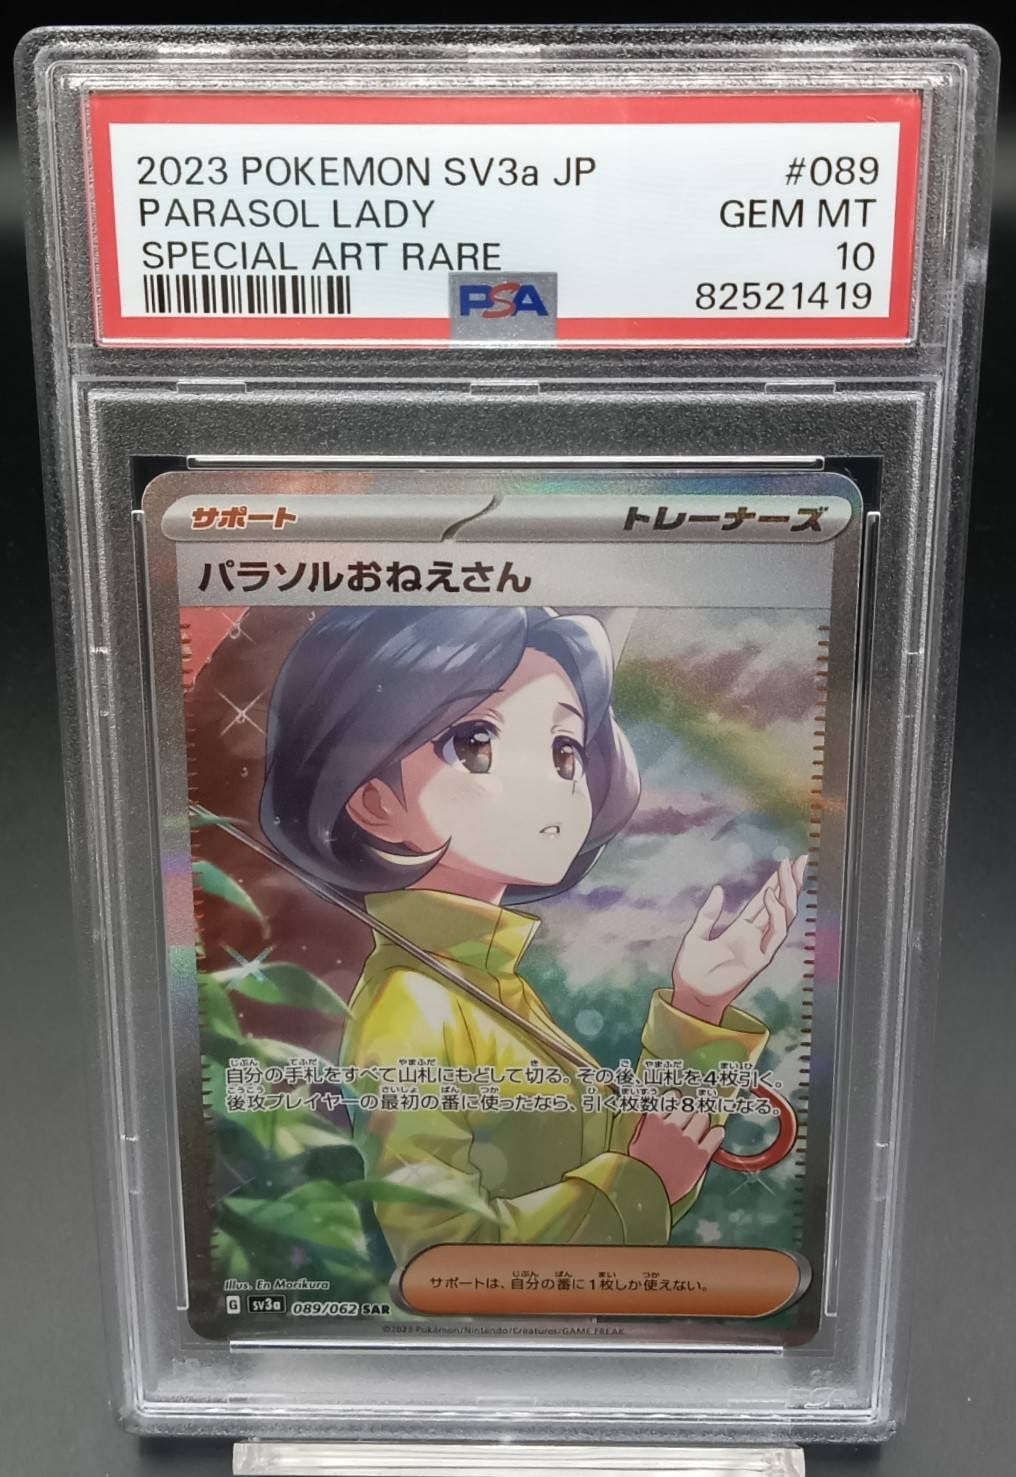 2023 POKEMON SV3a JP #089
PARASOL LADY GEM MT
SPECIAL ART RARE 10
PSA 82521419
サポート トレーナーズ
パラソルおねえさん
自分の手札をすべて山札にもどして切る。その後、山札を4枚引く。
後攻プレイヤーの最初の番に使ったなら、引く枚数は8枚になる。
サポートは、自分の番に1枚しか使えない。
Illus. En Morikura
G SV3a 089/062 SAR
©2023 Pokémon/Nintendo/Creatures/GAME FREAK